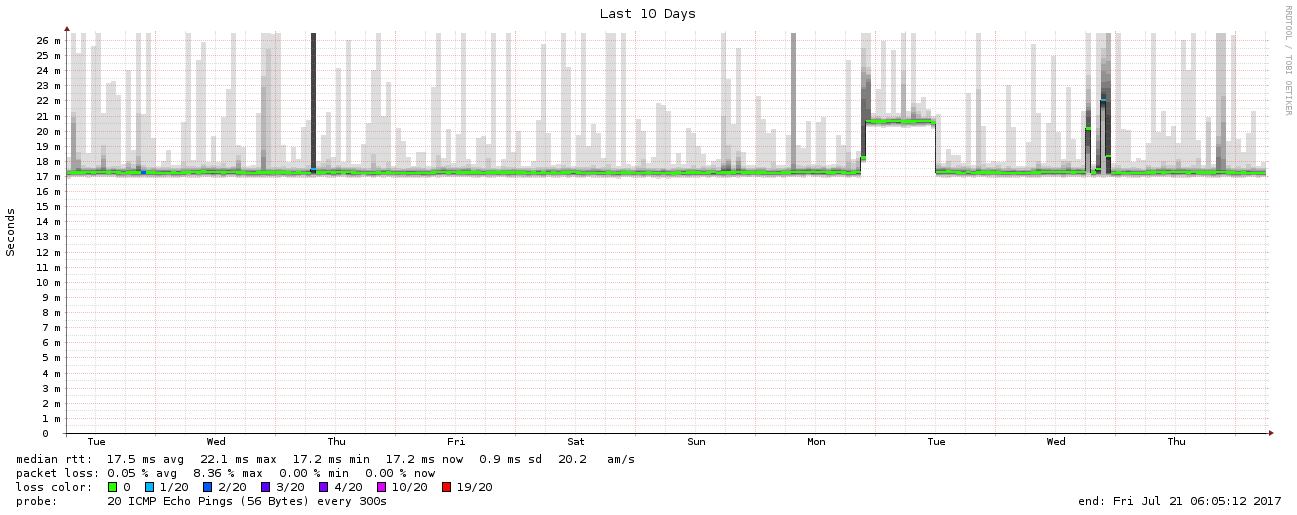 Last 10 Days
RRDTOOL / TOBI OETIKER
Seconds
26 m
25 m
24 m
23 m
22 m
21 m
20 m
19 m
18 m
17 m
16 m
15 m
14 m
13 m
12 m
11 m
10 m
9 m
8 m
7 m
6 m
5 m
4 m
3 m
2 m
1 m
0
Tue Wed Thu Fri Sat Sun Mon Tue Wed Thu
median rtt: 17.5 ms avg 22.1 ms max 17.2 ms min 17.2 ms now 0.9 ms sd 20.2 am/s
packet loss: 0.05 % avg 8.36 % max 0.00 % min 0.00 % now
loss color: 0 1/20 2/20 3/20 4/20 10/20 19/20
probe: 20 ICMP Echo Pings (56 Bytes) every 300s end: Fri Jul 21 06:05:12 2017